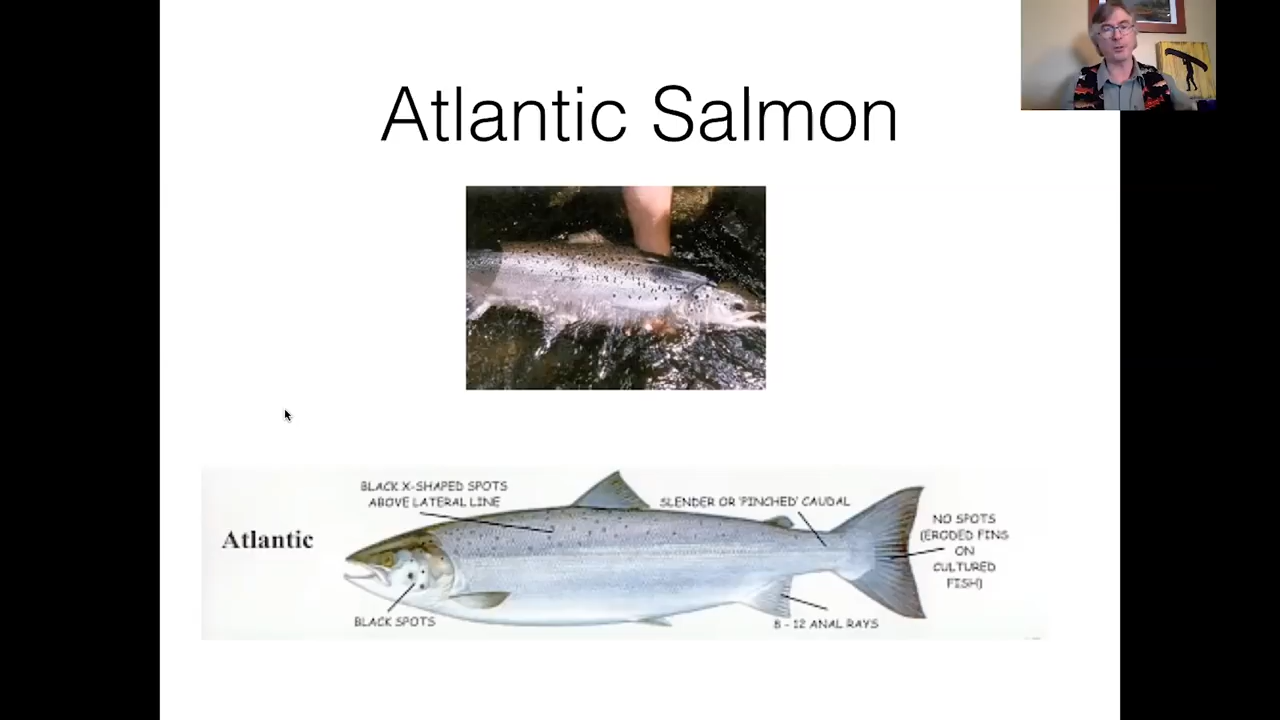 Atlantic Salmon
BLACK X-SHAPED SPOTS
ABOVE LATERAL LINE
SLENDER OR 'PINCHED' CAUDAL
NO SPOTS
(ERODED FINS
ON
CULTURED
FISH)
Atlantic
BLACK SPOTS
8 - 12 ANAL RAYS